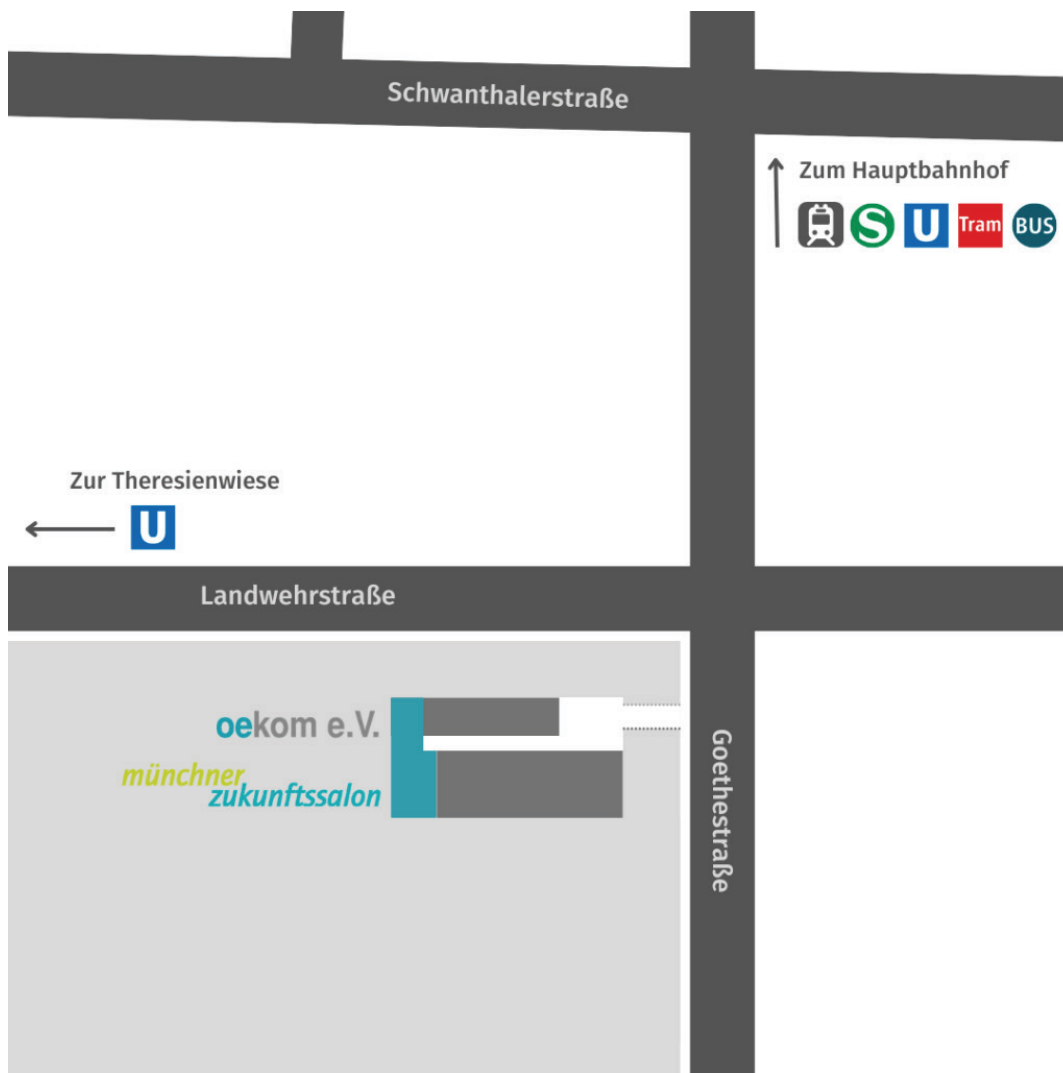 Schwanthalerstraße
Zum Hauptbahnhof
S U Tram BUS
Zur Theresienwiese
U
Landwehrstraße
oekom e.V.
münchner
zukunftssalon
Goethestraße